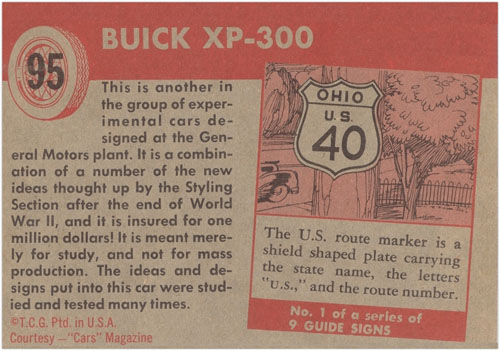 BUICK XP-300
95
This is another in
the group of exper-
imental cars de-
signed at the Gen-
eral Motors plant. It is a combin-
ation of a number of the new
ideas thought up by the Styling
Section after the end of World
War II, and it is insured for one
million dollars! It is meant mere-
ly for study, and not for mass
production. The ideas and de-
signs put into this car were stud-
ied and tested many times.
©T.C.G. Ptd. in U.S.A.
Courtesy —"Cars" Magazine
OHIO
U.S.
40
The U.S. route marker is a
shield shaped plate carrying
the state name, the letters
"U.S.," and the route number.
No. 1 of a series of
9 GUIDE SIGNS